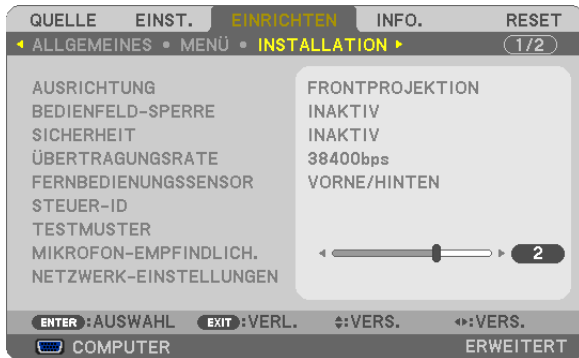 QUELLE EINST. EINRICHTEN INFO. RESET
ALLGEMEINES • MENÜ • INSTALLATION 1/2
AUSRICHTUNG FRONTPROJEKTION
BEDIENFELD-SPERRE INAKTIV
SICHERHEIT INAKTIV
ÜBERTRAGUNGSRATE 38400bps
FERNBEDIENUNGSSENSOR VORNE/HINTEN
STEUER-ID
TESTMUSTER
MIKROFON-EMPFINDLICH. 2
NETZWERK-EINSTELLUNGEN
ENTER:AUSWAHL EXIT:VERL. :VERS. :VERS.
COMPUTER ERWEITERT